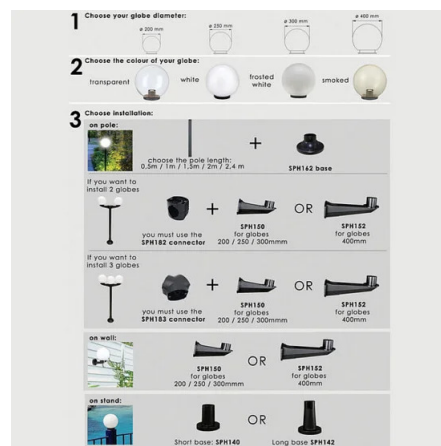 1 Choose your globe diameter:
ø 200 mm
ø 250 mm
ø 300 mm
ø 400 mm
2 Choose the colour of your globe:
transparent
white
frosted
white
smoked
3 Choose installation:
on pole:
choose the pole length:
0,5m / 1m / 1,5m / 2m / 2,4 m
+
SPH162 base
If you want to
install 2 globes
you must use the
SPH182 connector
+
SPH150
for globes
200 / 250 / 300mmm
OR
SPH152
for globes
400mm
If you want to
install 3 globes
you must use the
SPH183 connector
+
SPH150
for globes
200 / 250 / 300mmm
OR
SPH152
for globes
400mm
on wall:
SPH150
for globes
200 / 250 / 300mmm
OR
SPH152
for globes
400mm
on stand:
Short base: SPH140
OR
Long base SPH142